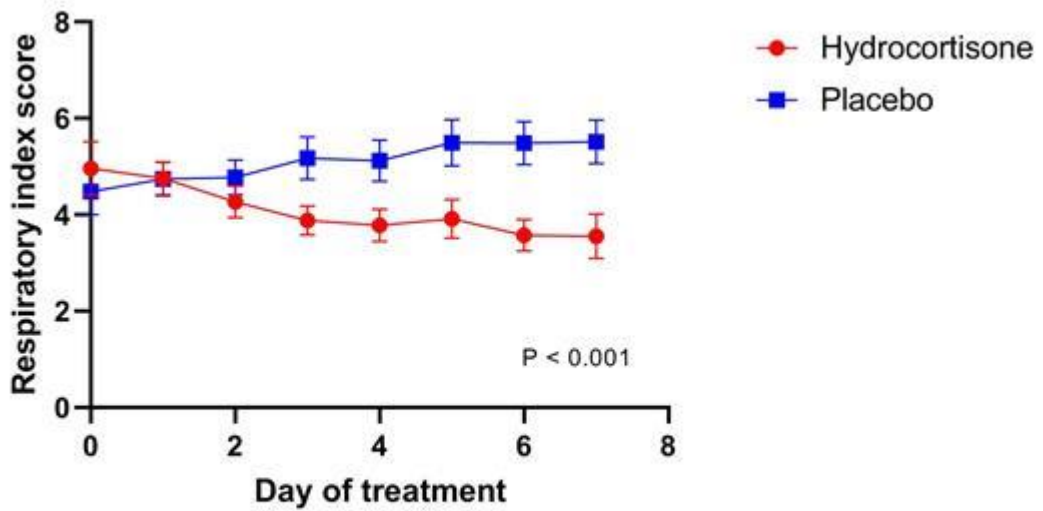 8
6
4
2
0
Respiratory index score
0 2 4 6 8
Day of treatment
P < 0.001
Hydrocortisone
Placebo